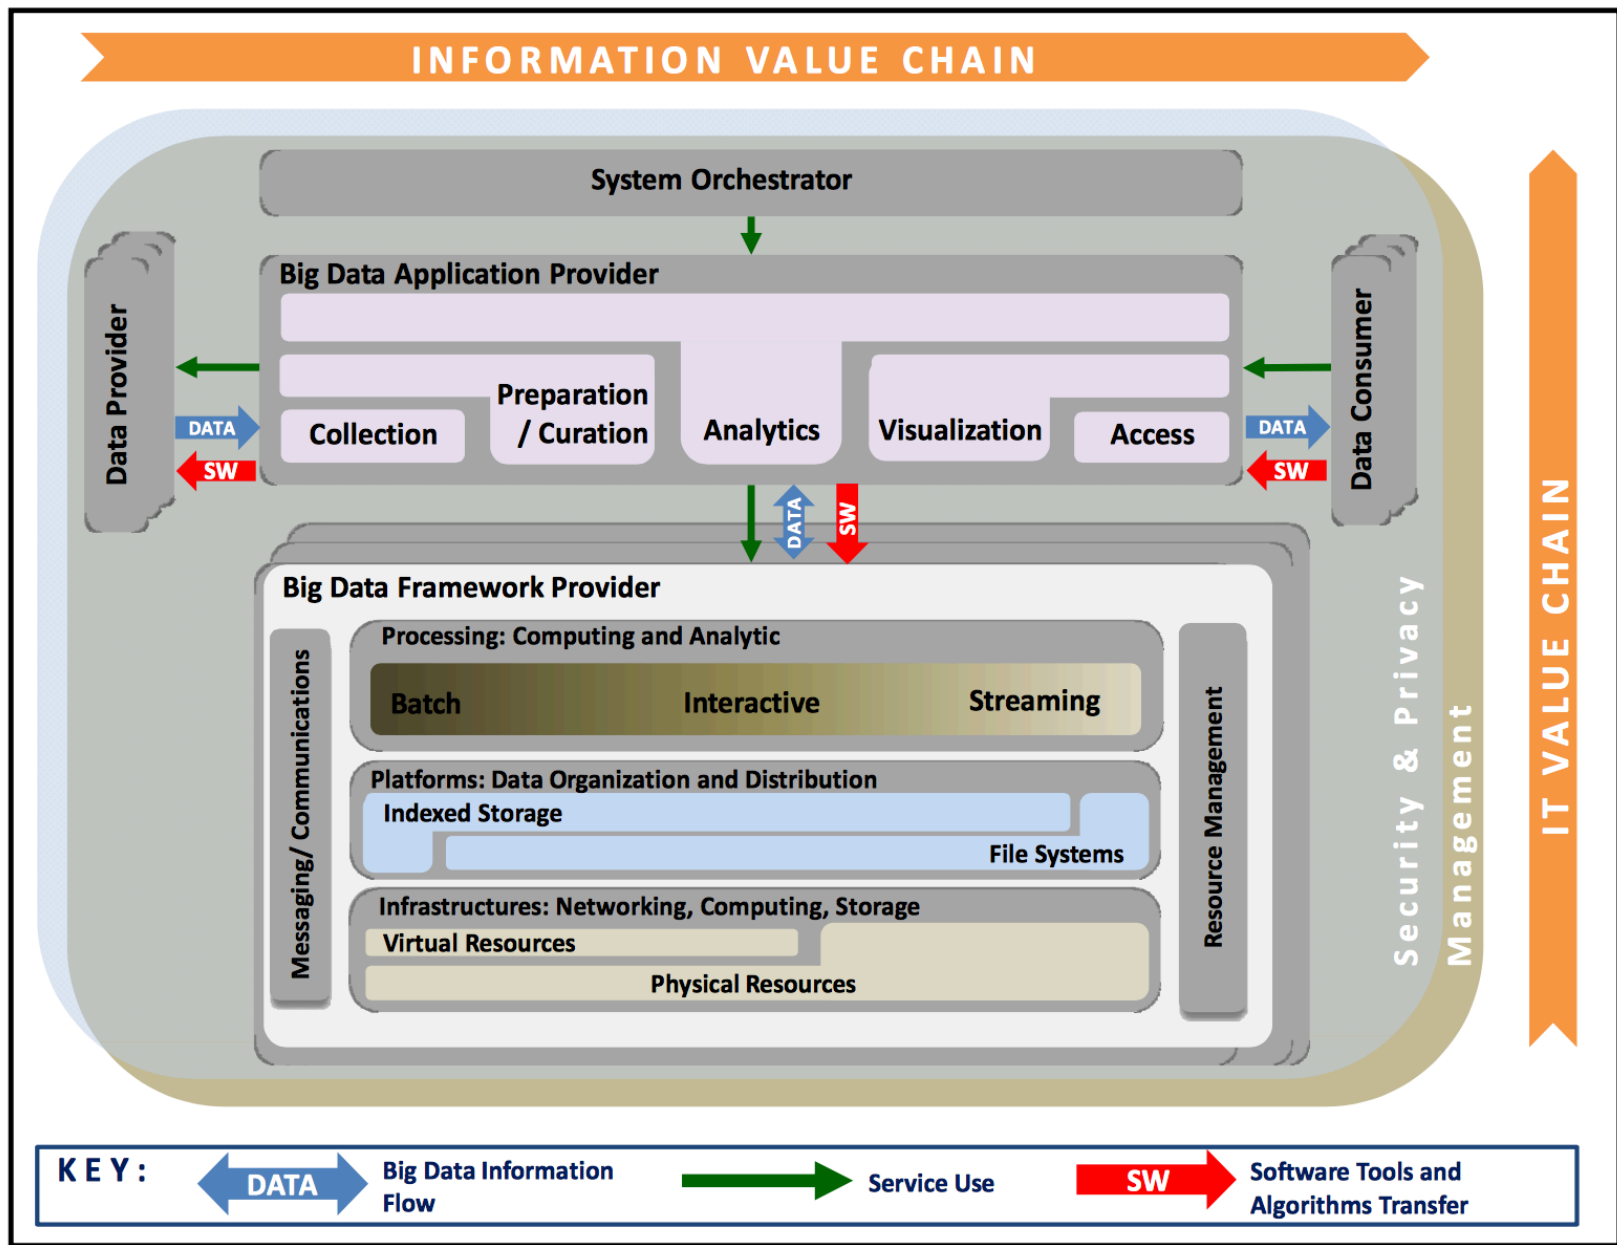 INFORMATION VALUE CHAIN
System Orchestrator
Big Data Application Provider
Data Provider
DATA
SW
Collection
Preparation
/ Curation
Analytics
Visualization
Access
DATA
SW
Data Consumer
DATA
SW
Big Data Framework Provider
Messaging/ Communications
Processing: Computing and Analytic
Batch
Interactive
Streaming
Platforms: Data Organization and Distribution
Indexed Storage
File Systems
Infrastructures: Networking, Computing, Storage
Virtual Resources
Physical Resources
Resource Management
Security & Privacy
Management
IT VALUE CHAIN
KEY:
DATA
Big Data Information
Flow
Service Use
SW
Software Tools and
Algorithms Transfer